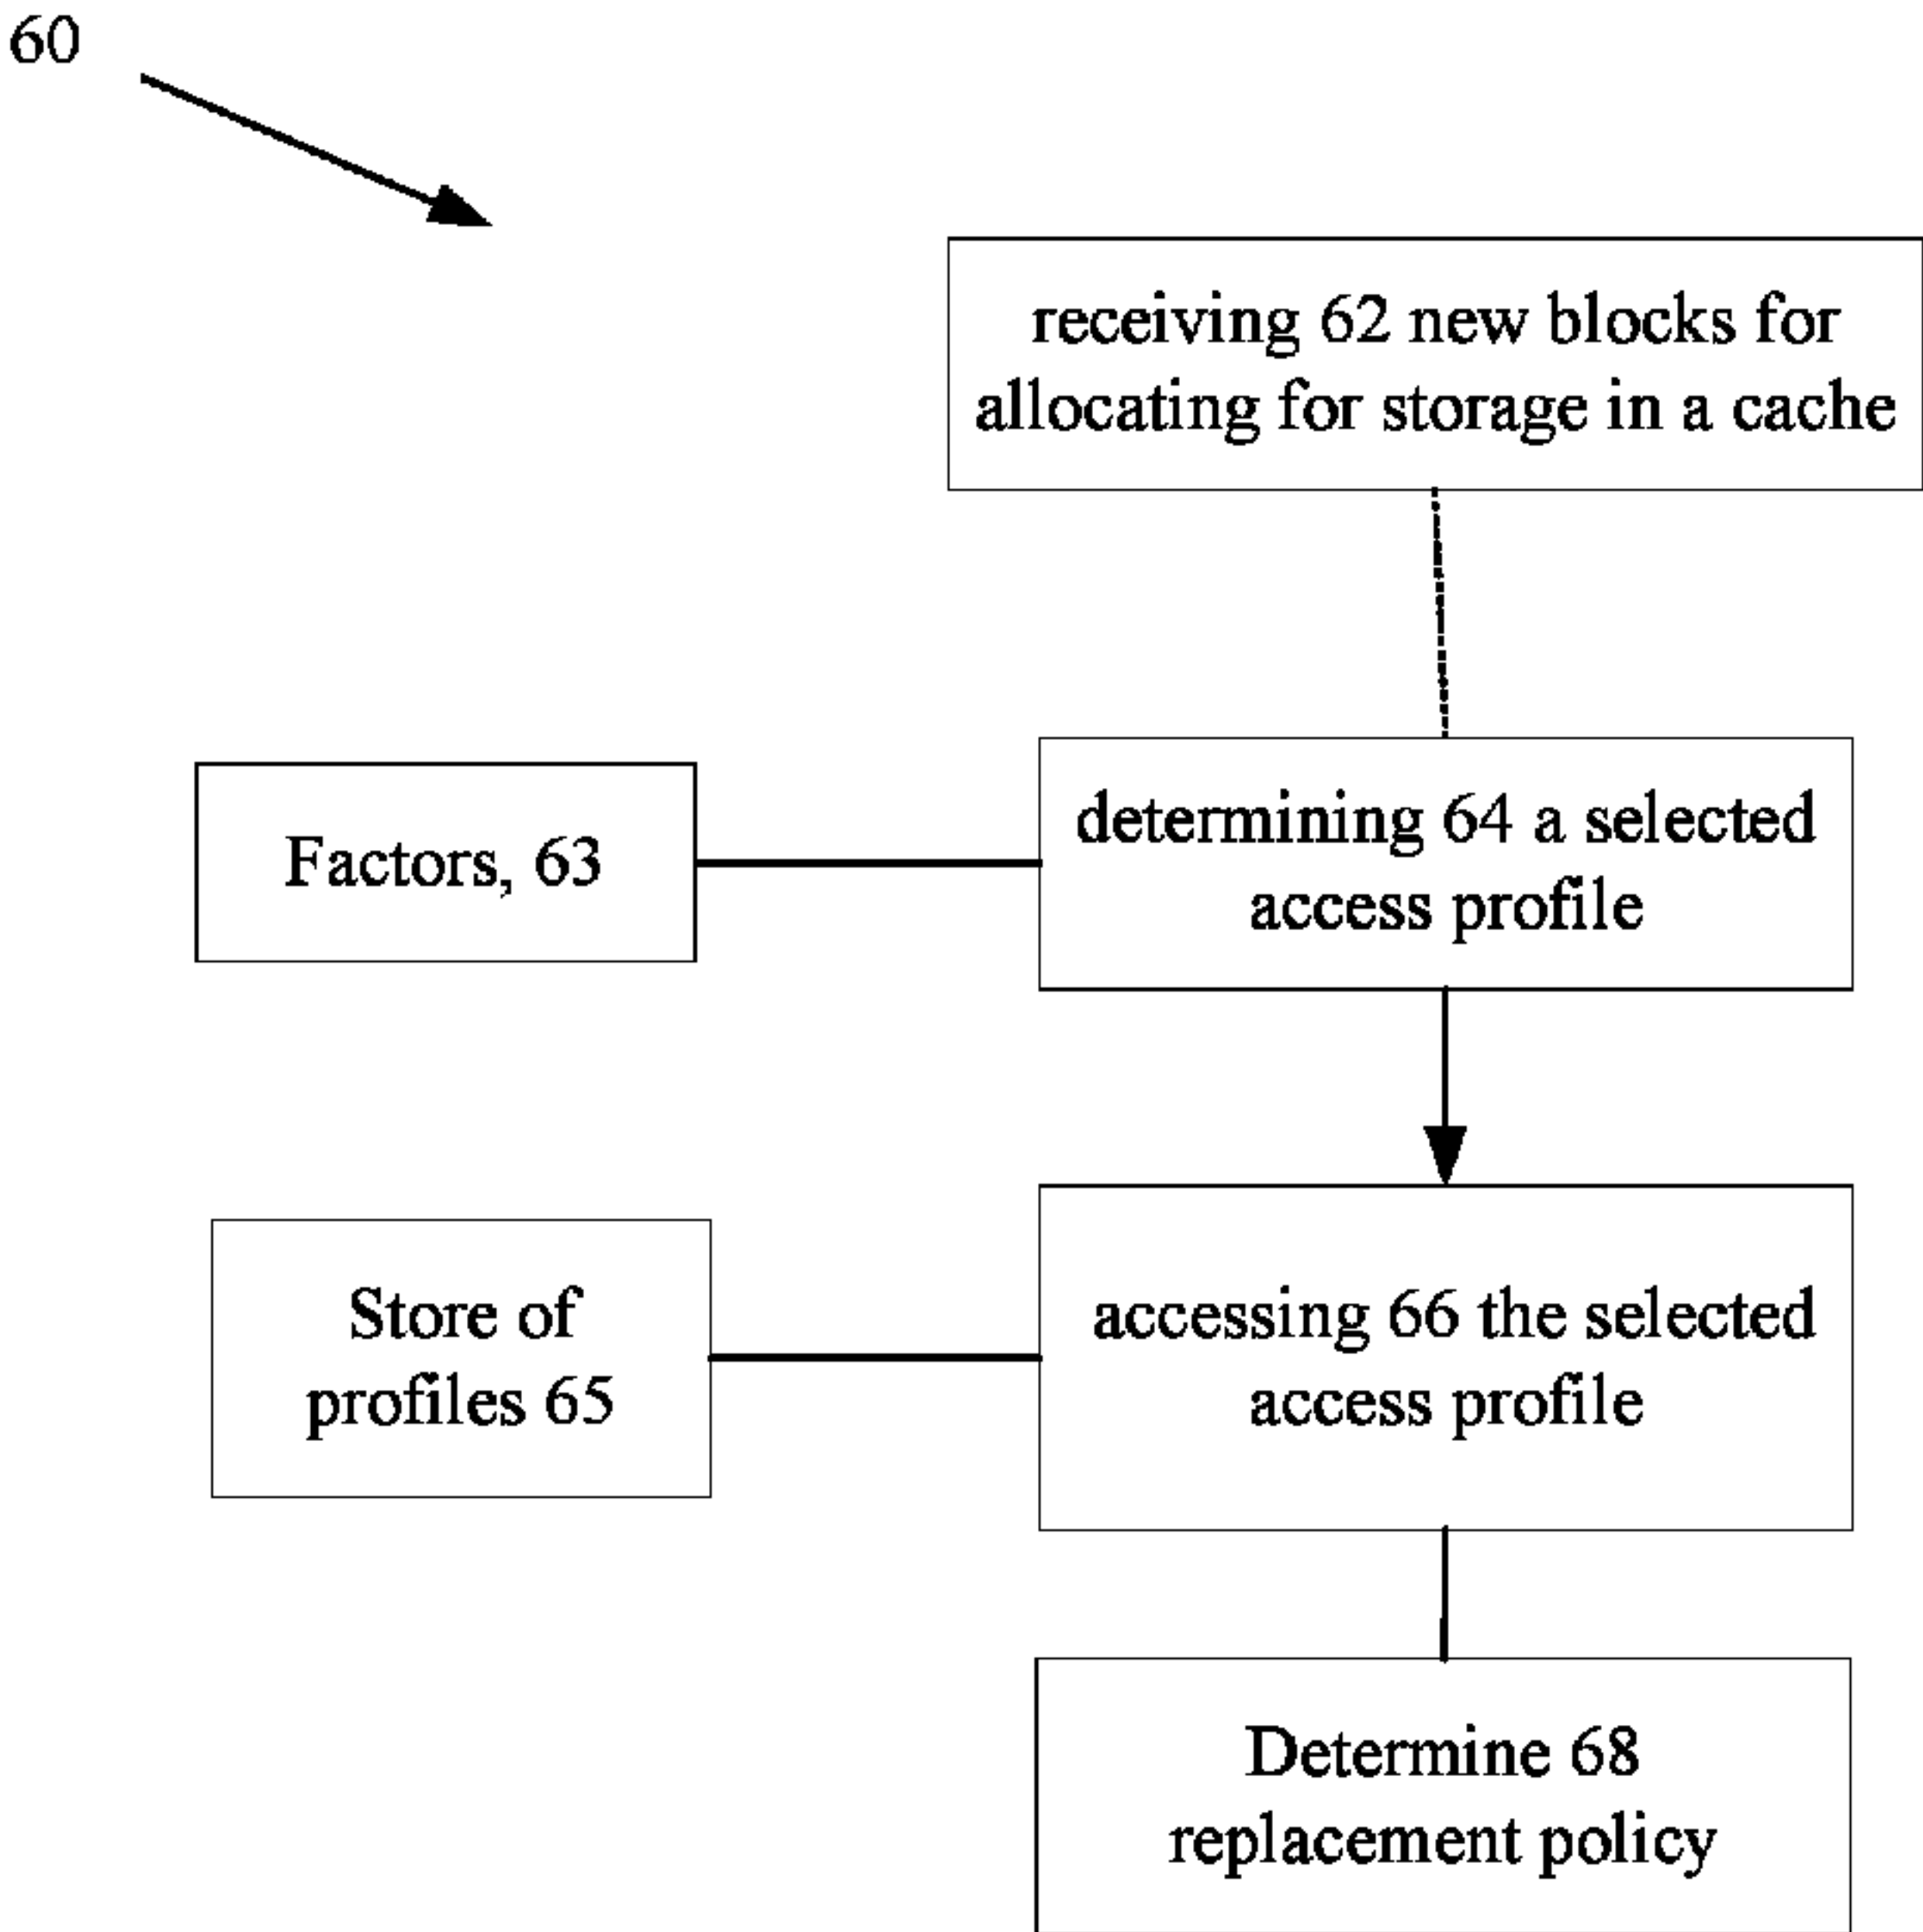 60
receiving 62 new blocks for
allocating for storage in a cache
Factors, 63
determining 64 a selected
access profile
Store of
profiles 65
accessing 66 the selected
access profile
Determine 68
replacement policy